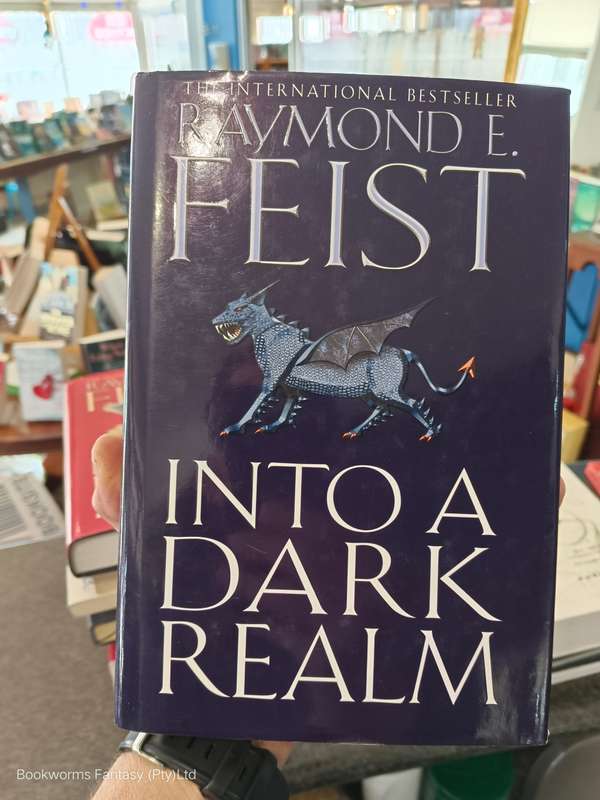 THE INTERNATIONAL BESTSELLER
RAYMOND E.
FEIST
INTO A
DARK
REALM
Bookworms Fantasy (Pty)Ltd